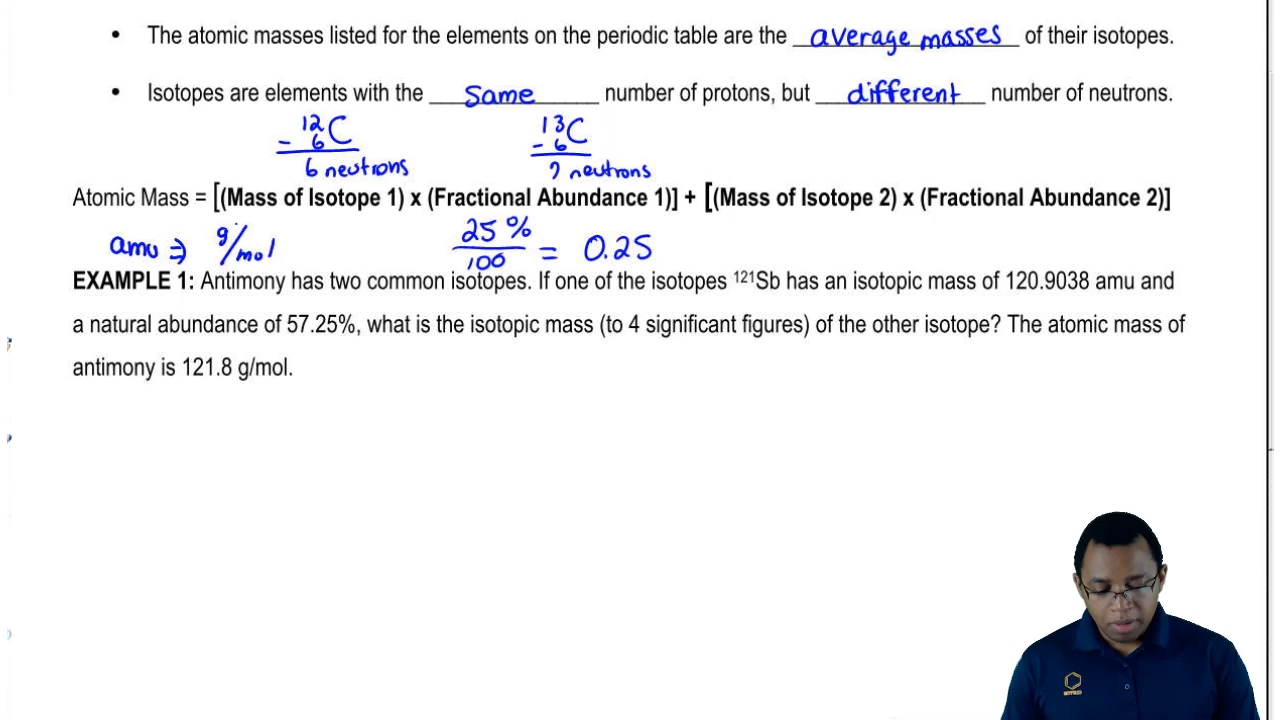 • The atomic masses listed for the elements on the periodic table are the average masses of their isotopes.
• Isotopes are elements with the same number of protons, but different number of neutrons.
12 C 13 C
- 6 - 6
6 neutrons 7 neutrons
Atomic Mass = [(Mass of Isotope 1) x (Fractional Abundance 1)] + [(Mass of Isotope 2) x (Fractional Abundance 2)]
amu ⇒ g/mol 25 % / 100 = 0.25
EXAMPLE 1: Antimony has two common isotopes. If one of the isotopes ¹²¹Sb has an isotopic mass of 120.9038 amu and
a natural abundance of 57.25%, what is the isotopic mass (to 4 significant figures) of the other isotope? The atomic mass of
antimony is 121.8 g/mol.